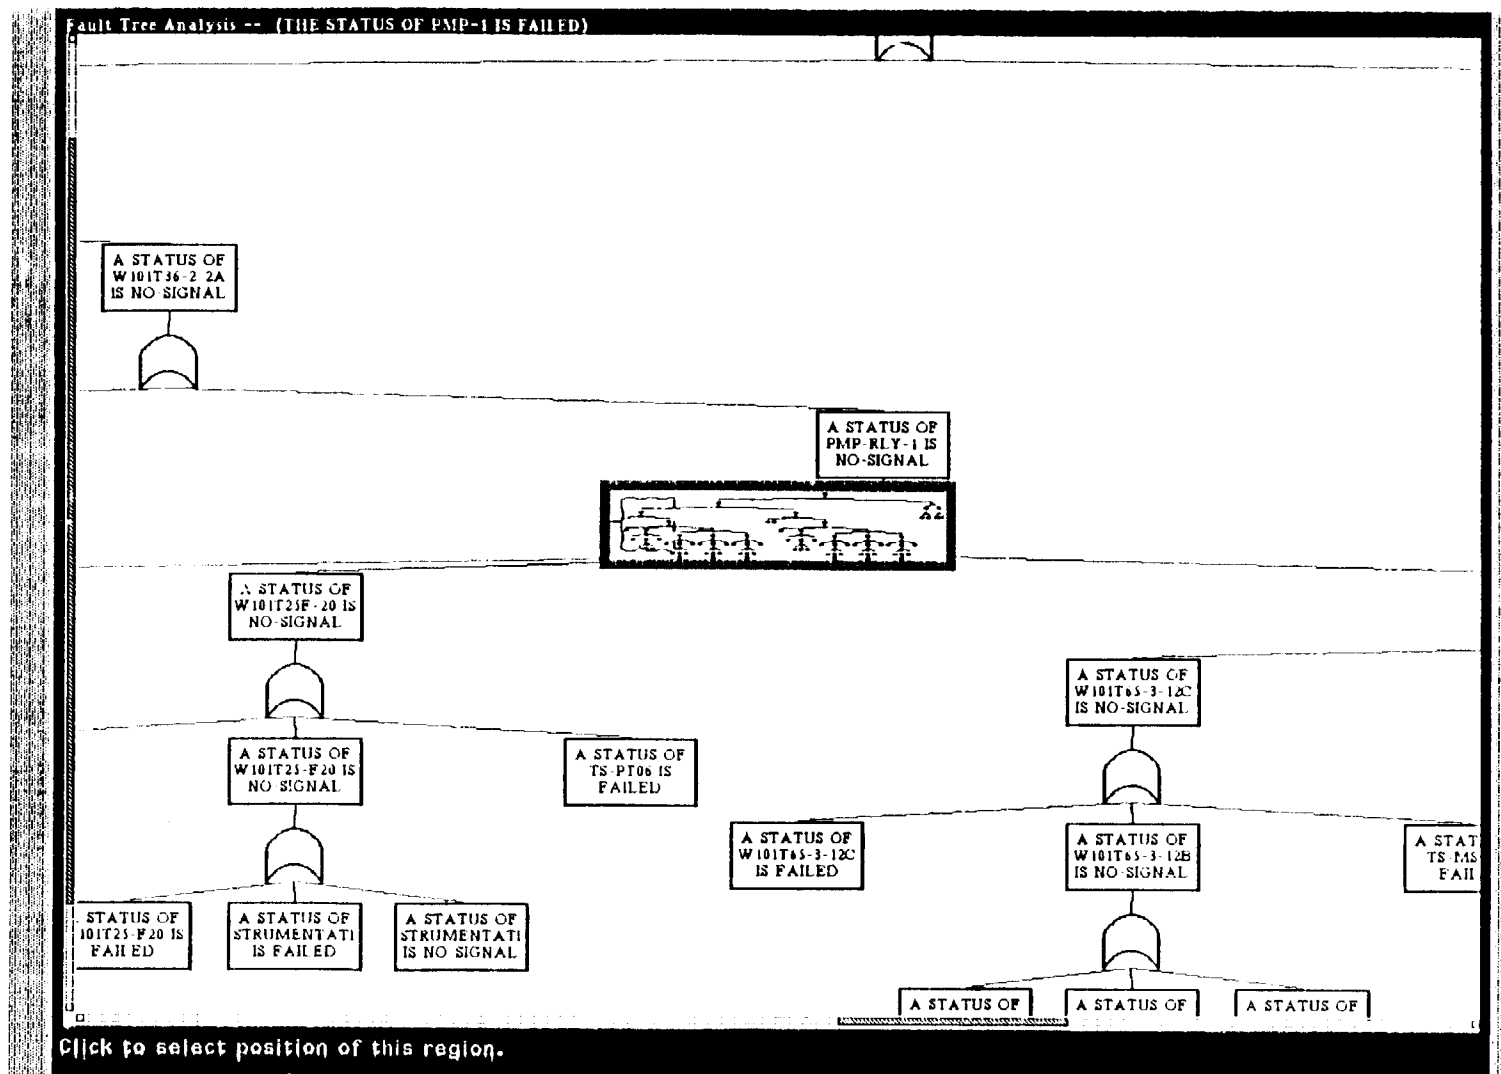 Fault Tree Analysis -- (THE STATUS OF PMP-1 IS FAILED)
A STATUS OF
W101T36-2 2A
IS NO-SIGNAL
A STATUS OF
PMP-RLY-1 IS
NO-SIGNAL
A STATUS OF
W101T25F-20 IS
NO-SIGNAL
A STATUS OF
W101T65-3-12C
IS NO-SIGNAL
A STATUS OF
W101T25-F20 IS
NO SIGNAL
A STATUS OF
TS-PT06 IS
FAILED
A STATUS OF
W101T65-3-12C
IS FAILED
A STATUS OF
W101T65-3-12B
IS NO-SIGNAL
A STAT
TS-MS
FAIL
STATUS OF
101T25-F20 IS
FAILED
A STATUS OF
STRUMENTATI
IS FAILED
A STATUS OF
STRUMENTATI
IS NO SIGNAL
A STATUS OF
A STATUS OF
A STATUS OF
Click to select position of this region.